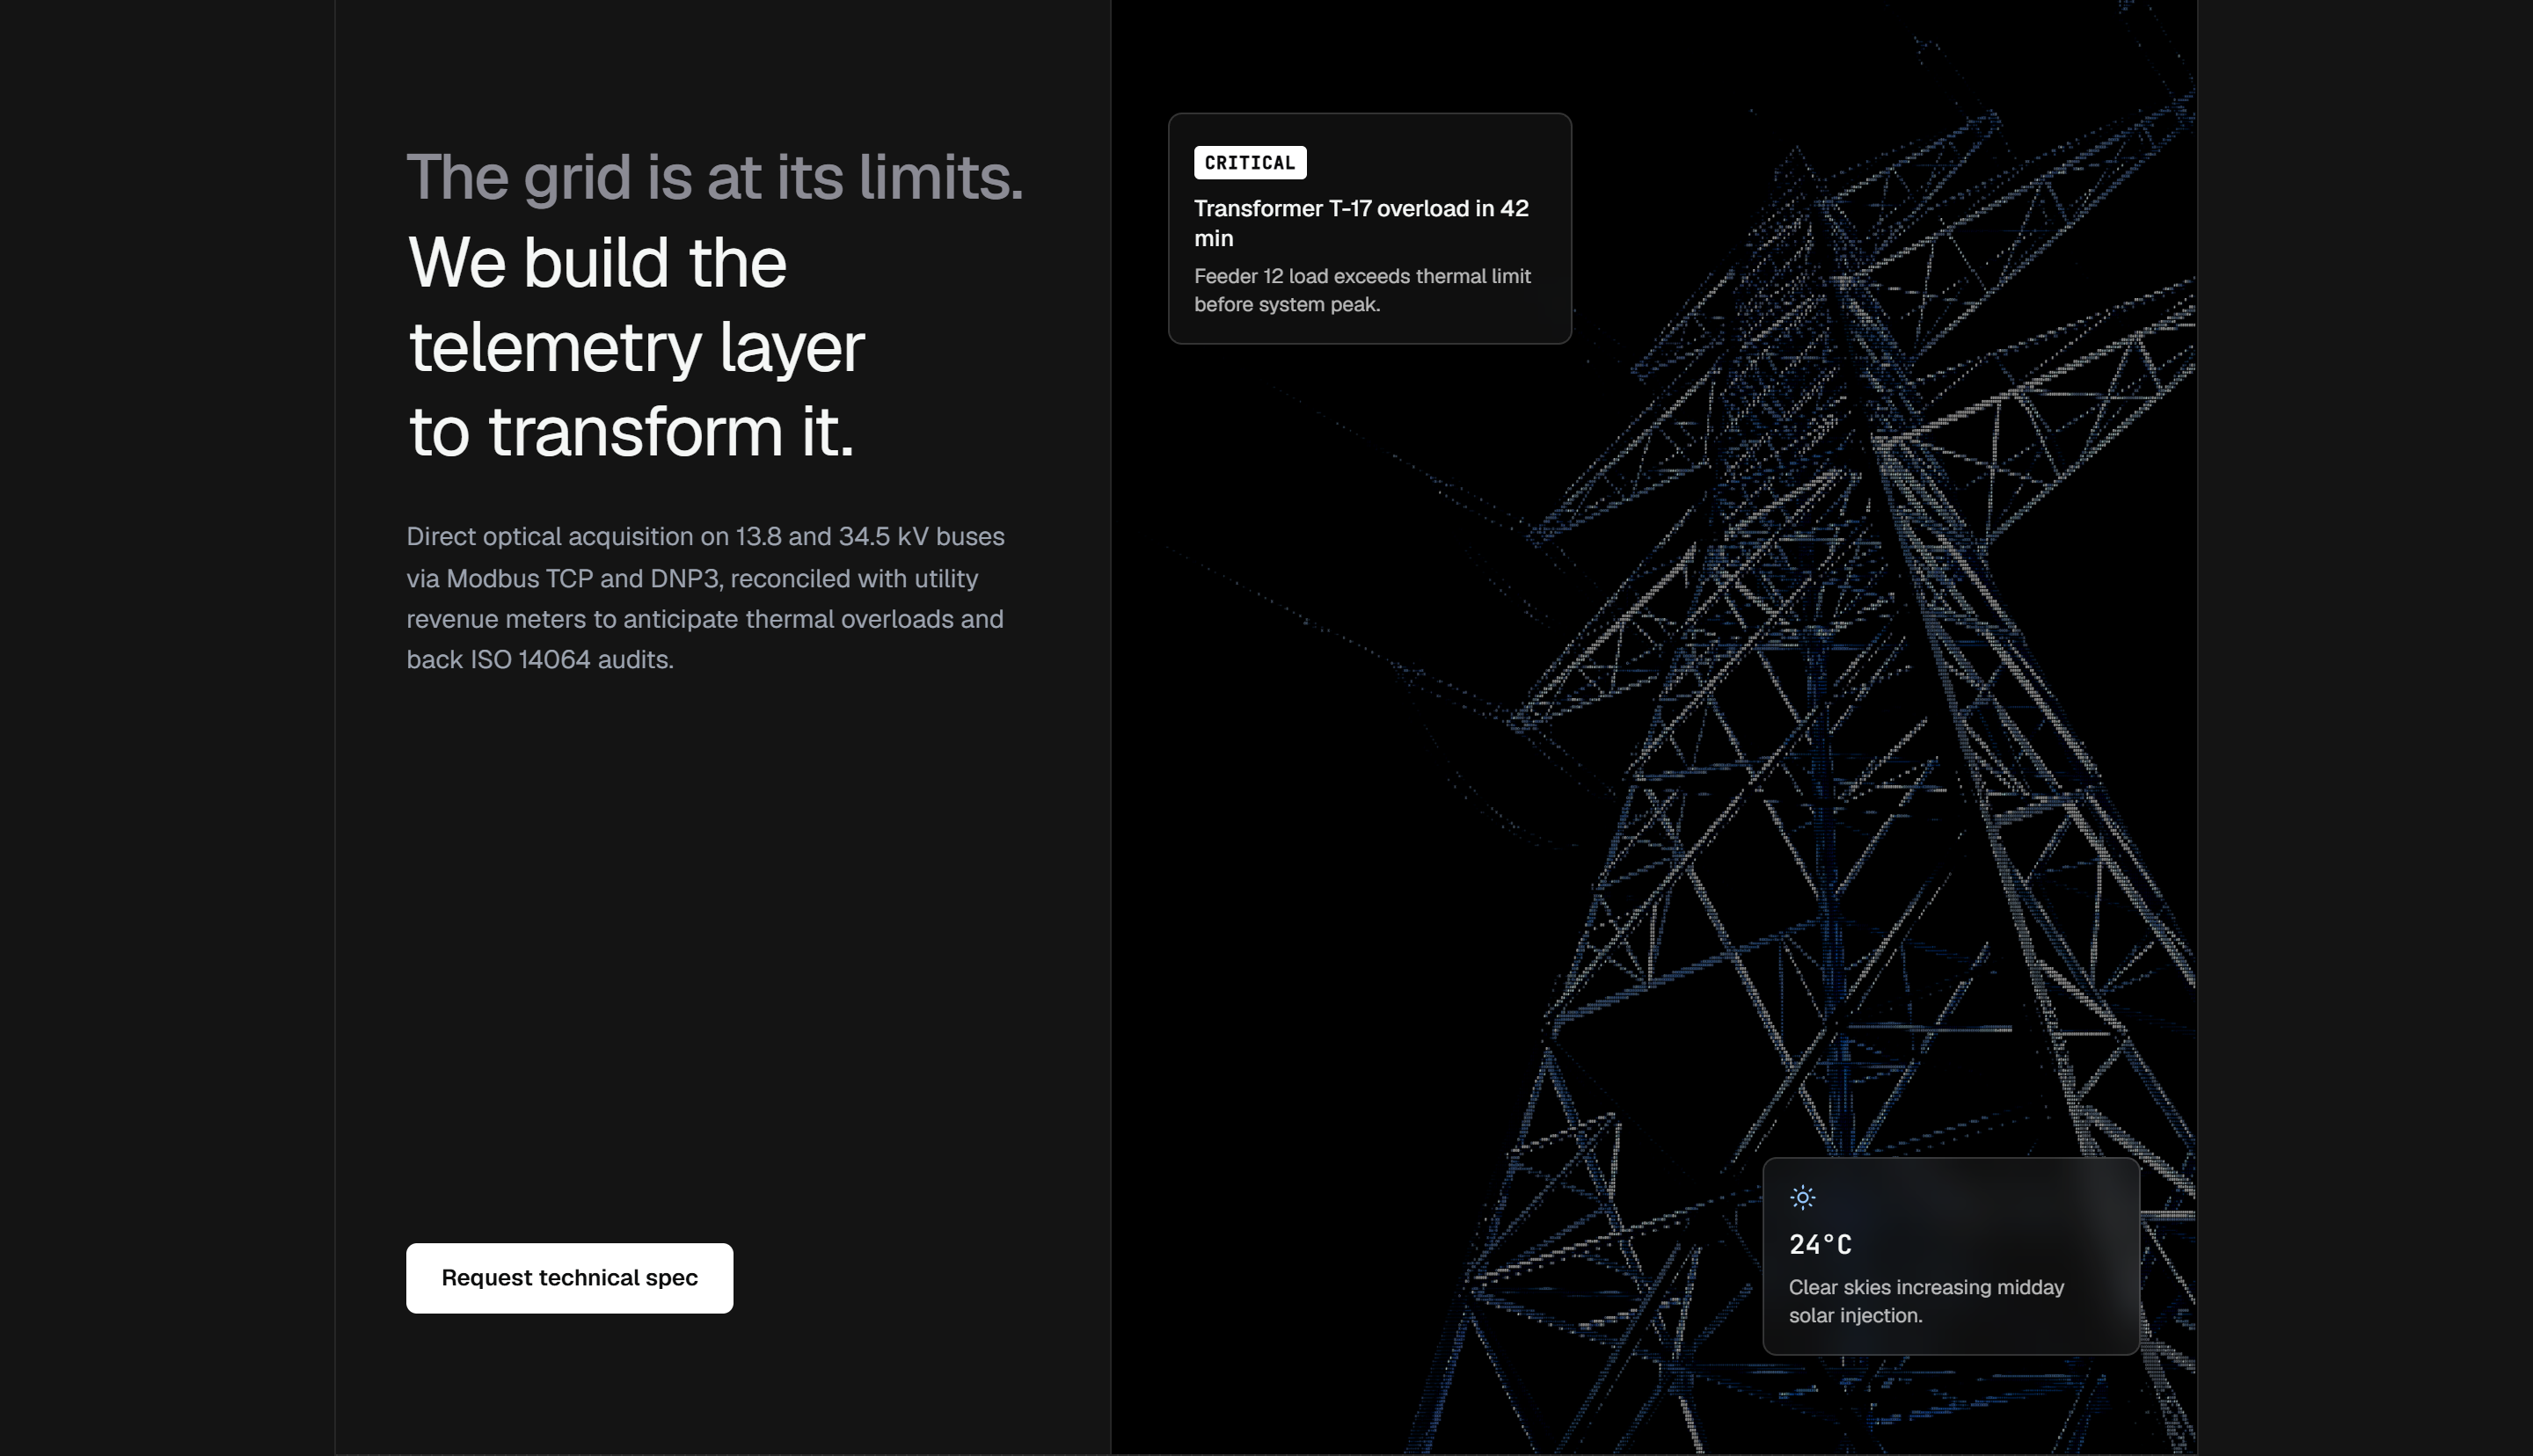 The grid is at its limits.
We build the
telemetry layer
to transform it.
Direct optical acquisition on 13.8 and 34.5 kV buses
via Modbus TCP and DNP3, reconciled with utility
revenue meters to anticipate thermal overloads and
back ISO 14064 audits.
Request technical spec
CRITICAL
Transformer T-17 overload in 42
min
Feeder 12 load exceeds thermal limit
before system peak.
24°C
Clear skies increasing midday
solar injection.